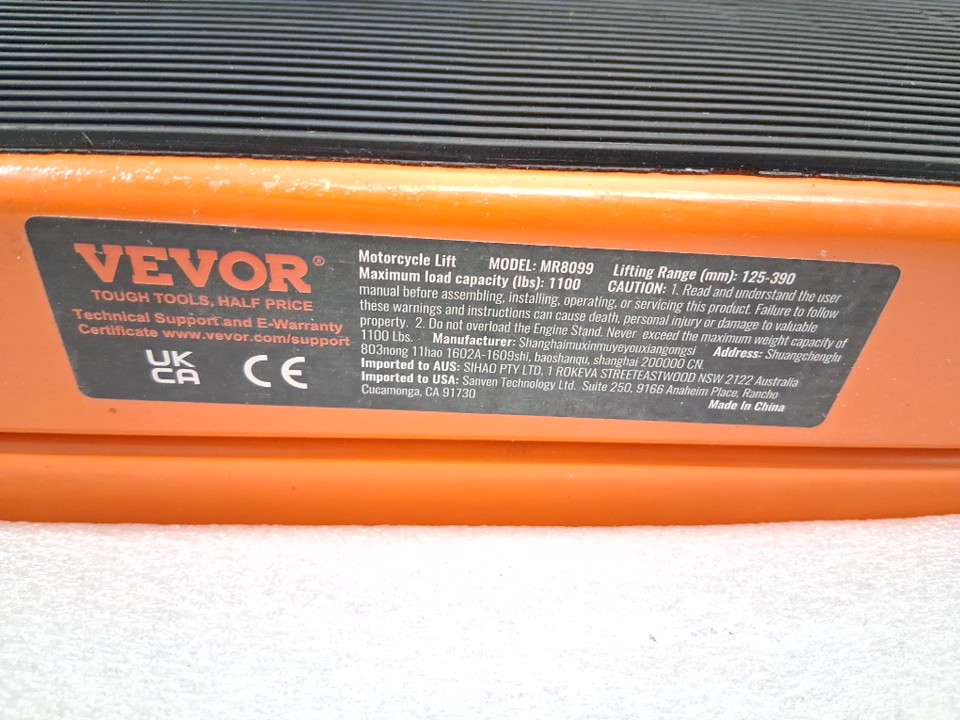 VEVOR®
TOUGH TOOLS, HALF PRICE
Technical Support and E-Warranty
Certificate www.vevor.com/support
UK
CA
CE
Motorcycle Lift MODEL: MR8099 Lifting Range (mm): 125-390
Maximum load capacity (lbs): 1100 CAUTION: 1. Read and understand the user
manual before assembling, installing, operating, or servicing this product. Failure to follow
these warnings and instructions can cause death, personal injury or damage to valuable
property. 2. Do not overload the Engine Stand. Never exceed the maximum weight capacity of
1100 Lbs. Manufacturer: Shanghaimuxinmuyeyouxiangongsi Address: Shuangchenglu
803nong 11hao 1602A-1609shi, baoshanqu, shanghai 200000 CN.
Imported to AUS: SIHAO PTY LTD, 1 ROKEVA STREETEASTWOOD NSW 2122 Australia
Imported to USA: Sanven Technology Ltd. Suite 250, 9166 Anaheim Place, Rancho
Cucamonga, CA 91730
Made In China